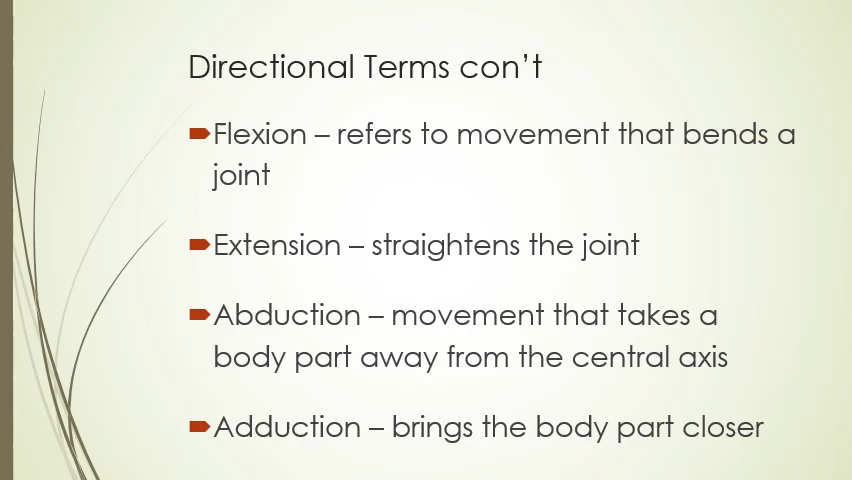 Directional Terms con’t
Flexion – refers to movement that bends a
joint
Extension – straightens the joint
Abduction – movement that takes a
body part away from the central axis
Adduction – brings the body part closer